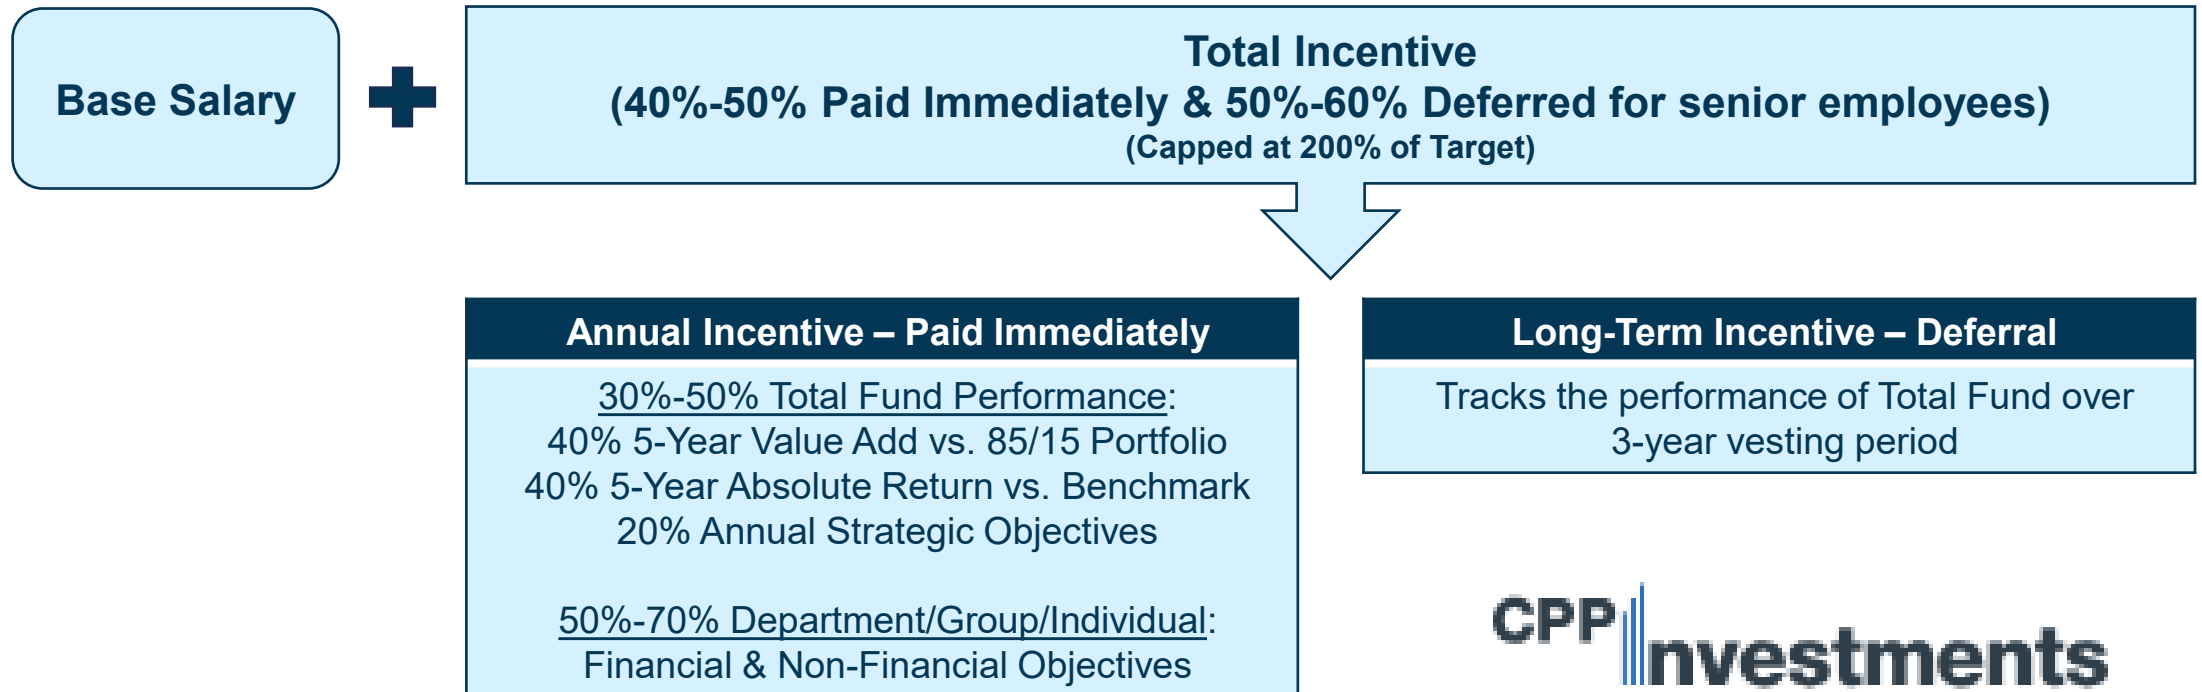 Base Salary
Total Incentive
(40%-50% Paid Immediately & 50%-60% Deferred for senior employees)
(Capped at 200% of Target)
Annual Incentive – Paid Immediately
30%-50% Total Fund Performance:
40% 5-Year Value Add vs. 85/15 Portfolio
40% 5-Year Absolute Return vs. Benchmark
20% Annual Strategic Objectives
50%-70% Department/Group/Individual:
Financial & Non-Financial Objectives
Long-Term Incentive – Deferral
Tracks the performance of Total Fund over
3-year vesting period
CPP
Investments